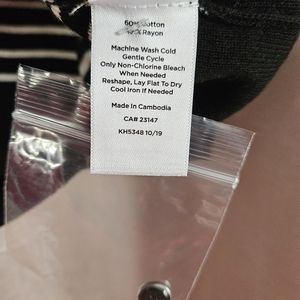 60% Cotton
40% Rayon
Machine Wash Cold
Gentle Cycle
Only Non-Chlorine Bleach
When Needed
Reshape, Lay Flat To Dry
Cool Iron If Needed
Made In Cambodia
CA# 23147
KH5348 10/19